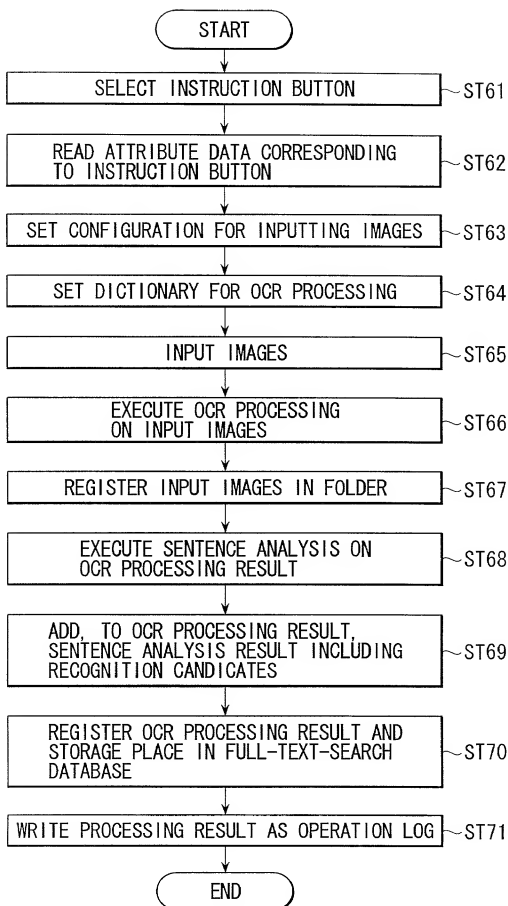 START
SELECT INSTRUCTION BUTTON
ST61
READ ATTRIBUTE DATA CORRESPONDING
TO INSTRUCTION BUTTON
ST62
SET CONFIGURATION FOR INPUTTING IMAGES
ST63
SET DICTIONARY FOR OCR PROCESSING
ST64
INPUT IMAGES
ST65
EXECUTE OCR PROCESSING
ON INPUT IMAGES
ST66
REGISTER INPUT IMAGES IN FOLDER
ST67
EXECUTE SENTENCE ANALYSIS ON
OCR PROCESSING RESULT
ST68
ADD, TO OCR PROCESSING RESULT,
SENTENCE ANALYSIS RESULT INCLUDING
RECOGNITION CANDIDATES
ST69
REGISTER OCR PROCESSING RESULT AND
STORAGE PLACE IN FULL-TEXT-SEARCH
DATABASE
ST70
WRITE PROCESSING RESULT AS OPERATION LOG
ST71
END